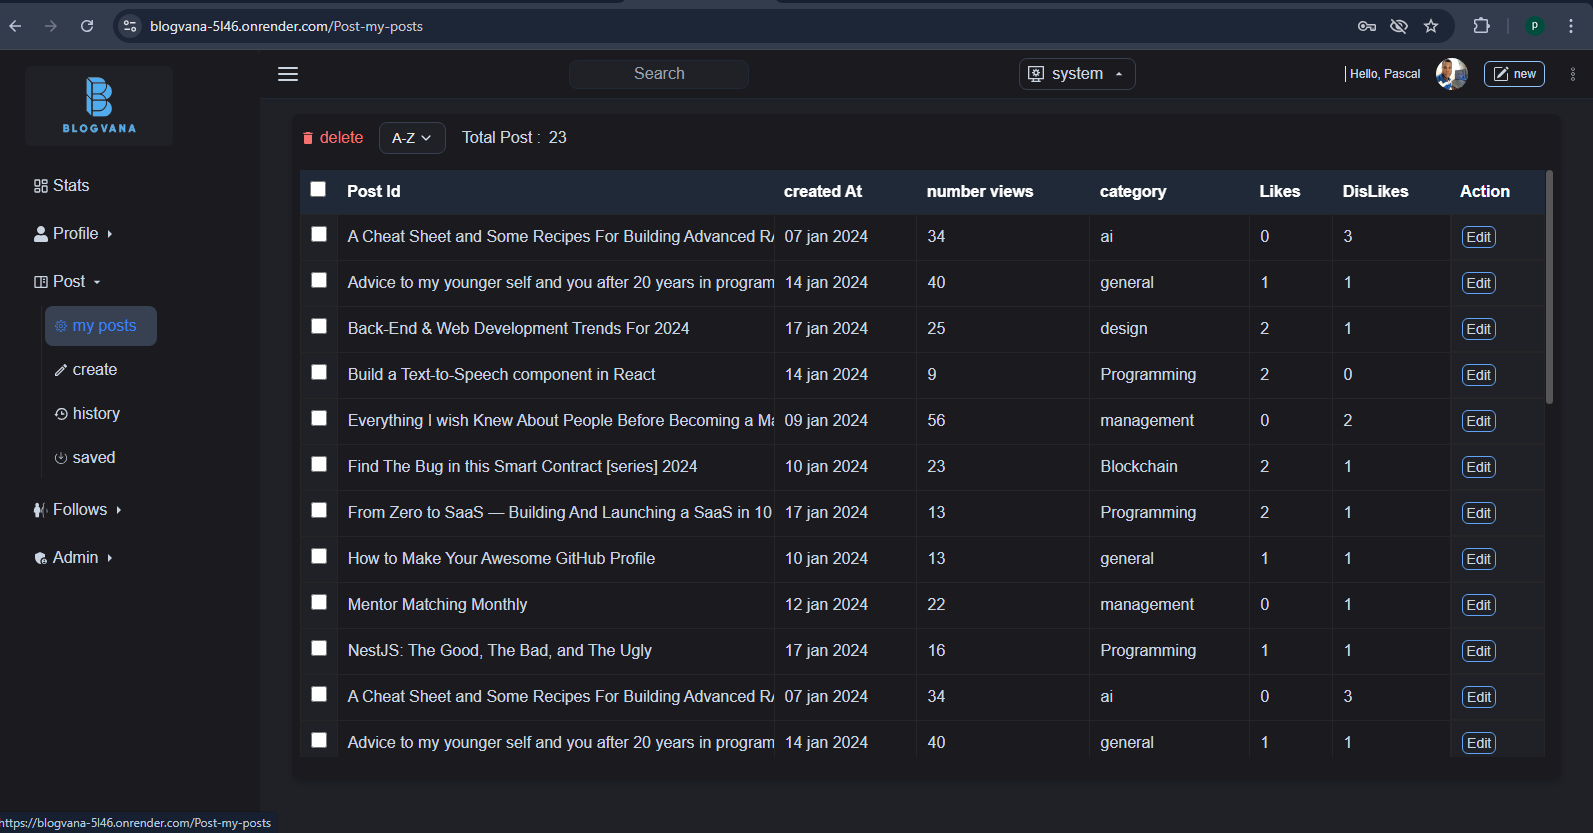 blogvana-5l46.onrender.com/Post-my-posts
p
BLOGVANA
Search
system
Hello, Pascal
new
Stats
Profile
Post
my posts
create
history
saved
Follows
Admin
delete A-Z Total Post : 23
Post Id created At number views category Likes DisLikes Action
A Cheat Sheet and Some Recipes For Building Advanced RA 07 jan 2024 34 ai 0 3 Edit
Advice to my younger self and you after 20 years in program 14 jan 2024 40 general 1 1 Edit
Back-End & Web Development Trends For 2024 17 jan 2024 25 design 2 1 Edit
Build a Text-to-Speech component in React 14 jan 2024 9 Programming 2 0 Edit
Everything I wish Knew About People Before Becoming a Ma 09 jan 2024 56 management 0 2 Edit
Find The Bug in this Smart Contract [series] 2024 10 jan 2024 23 Blockchain 2 1 Edit
From Zero to SaaS — Building And Launching a SaaS in 10 17 jan 2024 13 Programming 2 1 Edit
How to Make Your Awesome GitHub Profile 10 jan 2024 13 general 1 1 Edit
Mentor Matching Monthly 12 jan 2024 22 management 0 1 Edit
NestJS: The Good, The Bad, and The Ugly 17 jan 2024 16 Programming 1 1 Edit
A Cheat Sheet and Some Recipes For Building Advanced RA 07 jan 2024 34 ai 0 3 Edit
Advice to my younger self and you after 20 years in program 14 jan 2024 40 general 1 1 Edit
https://blogvana-5l46.onrender.com/Post-my-posts